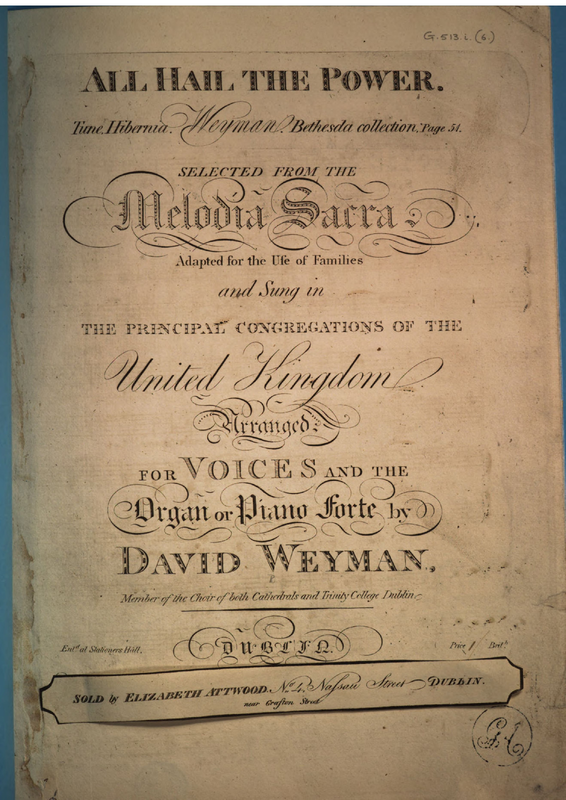 G.513.i.(6.)
ALL HAIL THE POWER.
Tune, Hibernia. Weyman, Bethesda collection, Page 51.
SELECTED FROM THE
Melodia Sacra
Adapted for the Use of Families
and Sung in
THE PRINCIPAL CONGREGATIONS OF THE
United Kingdom
Arranged
FOR VOICES AND THE
Organ or Piano Forte, by
DAVID WEYMAN,
Member of the Choir of both Cathedrals and Trinity College Dublin
DUBLIN.
Entd. at Stationers Hall,
Price 1/ Brith.
SOLD by ELIZABETH ATTWOOD, No. 4, Nassau Street DUBLIN.
near Grafton Street